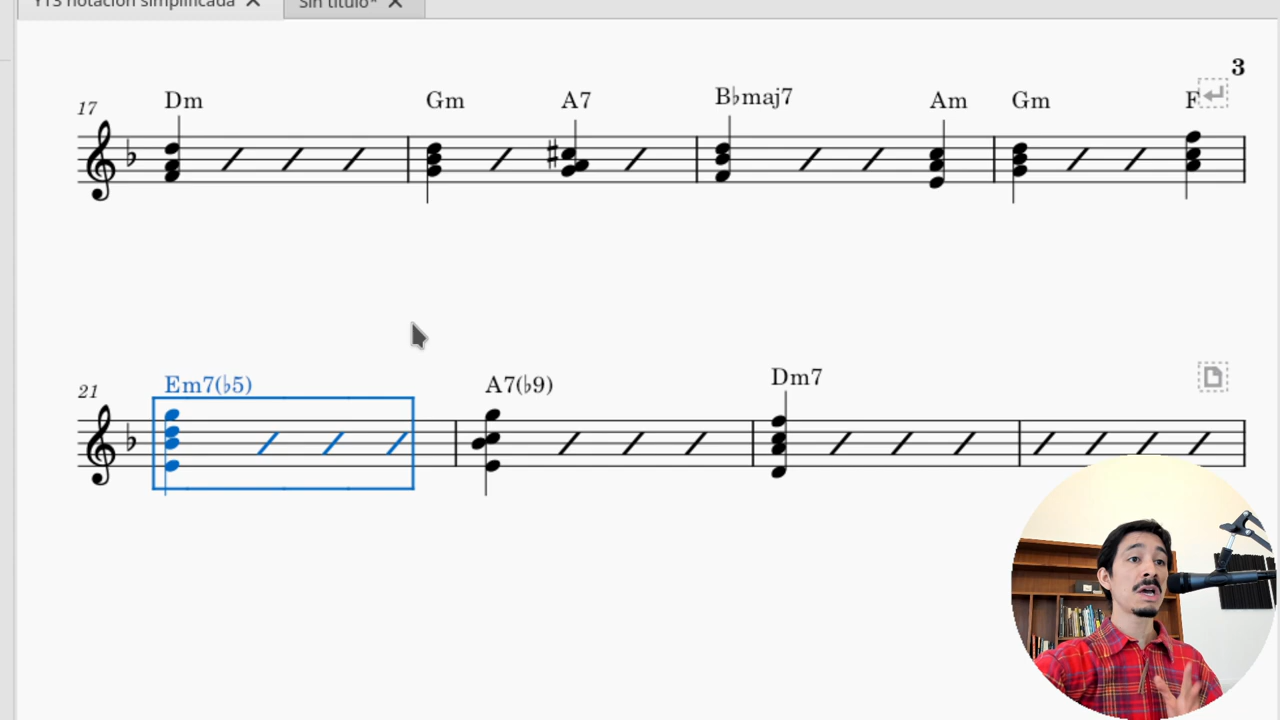 YTS notación simplificada Sin título*
3
17 Dm Gm A7 B♭maj7 Am Gm F
21 Em7(♭5) A7(♭9) Dm7